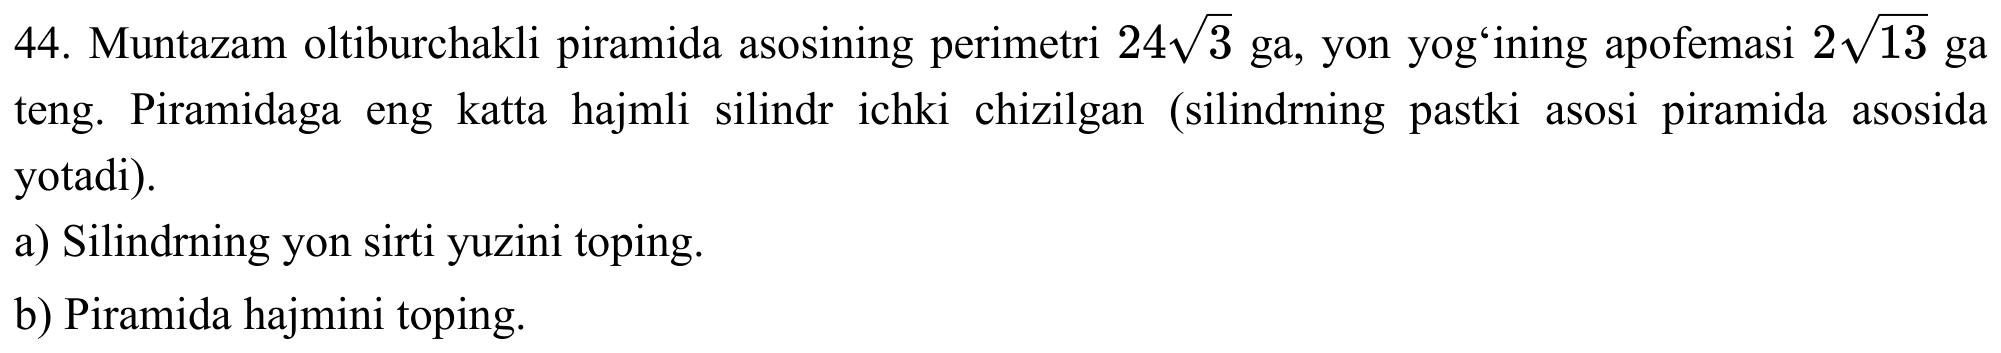 44. Muntazam oltiburchakli piramida asosining perimetri 24√3 ga, yon yog‘ining apofemasi 2√13 ga
teng. Piramidaga eng katta hajmli silindr ichki chizilgan (silindrning pastki asosi piramida asosida
yotadi).
a) Silindrning yon sirti yuzini toping.
b) Piramida hajmini toping.